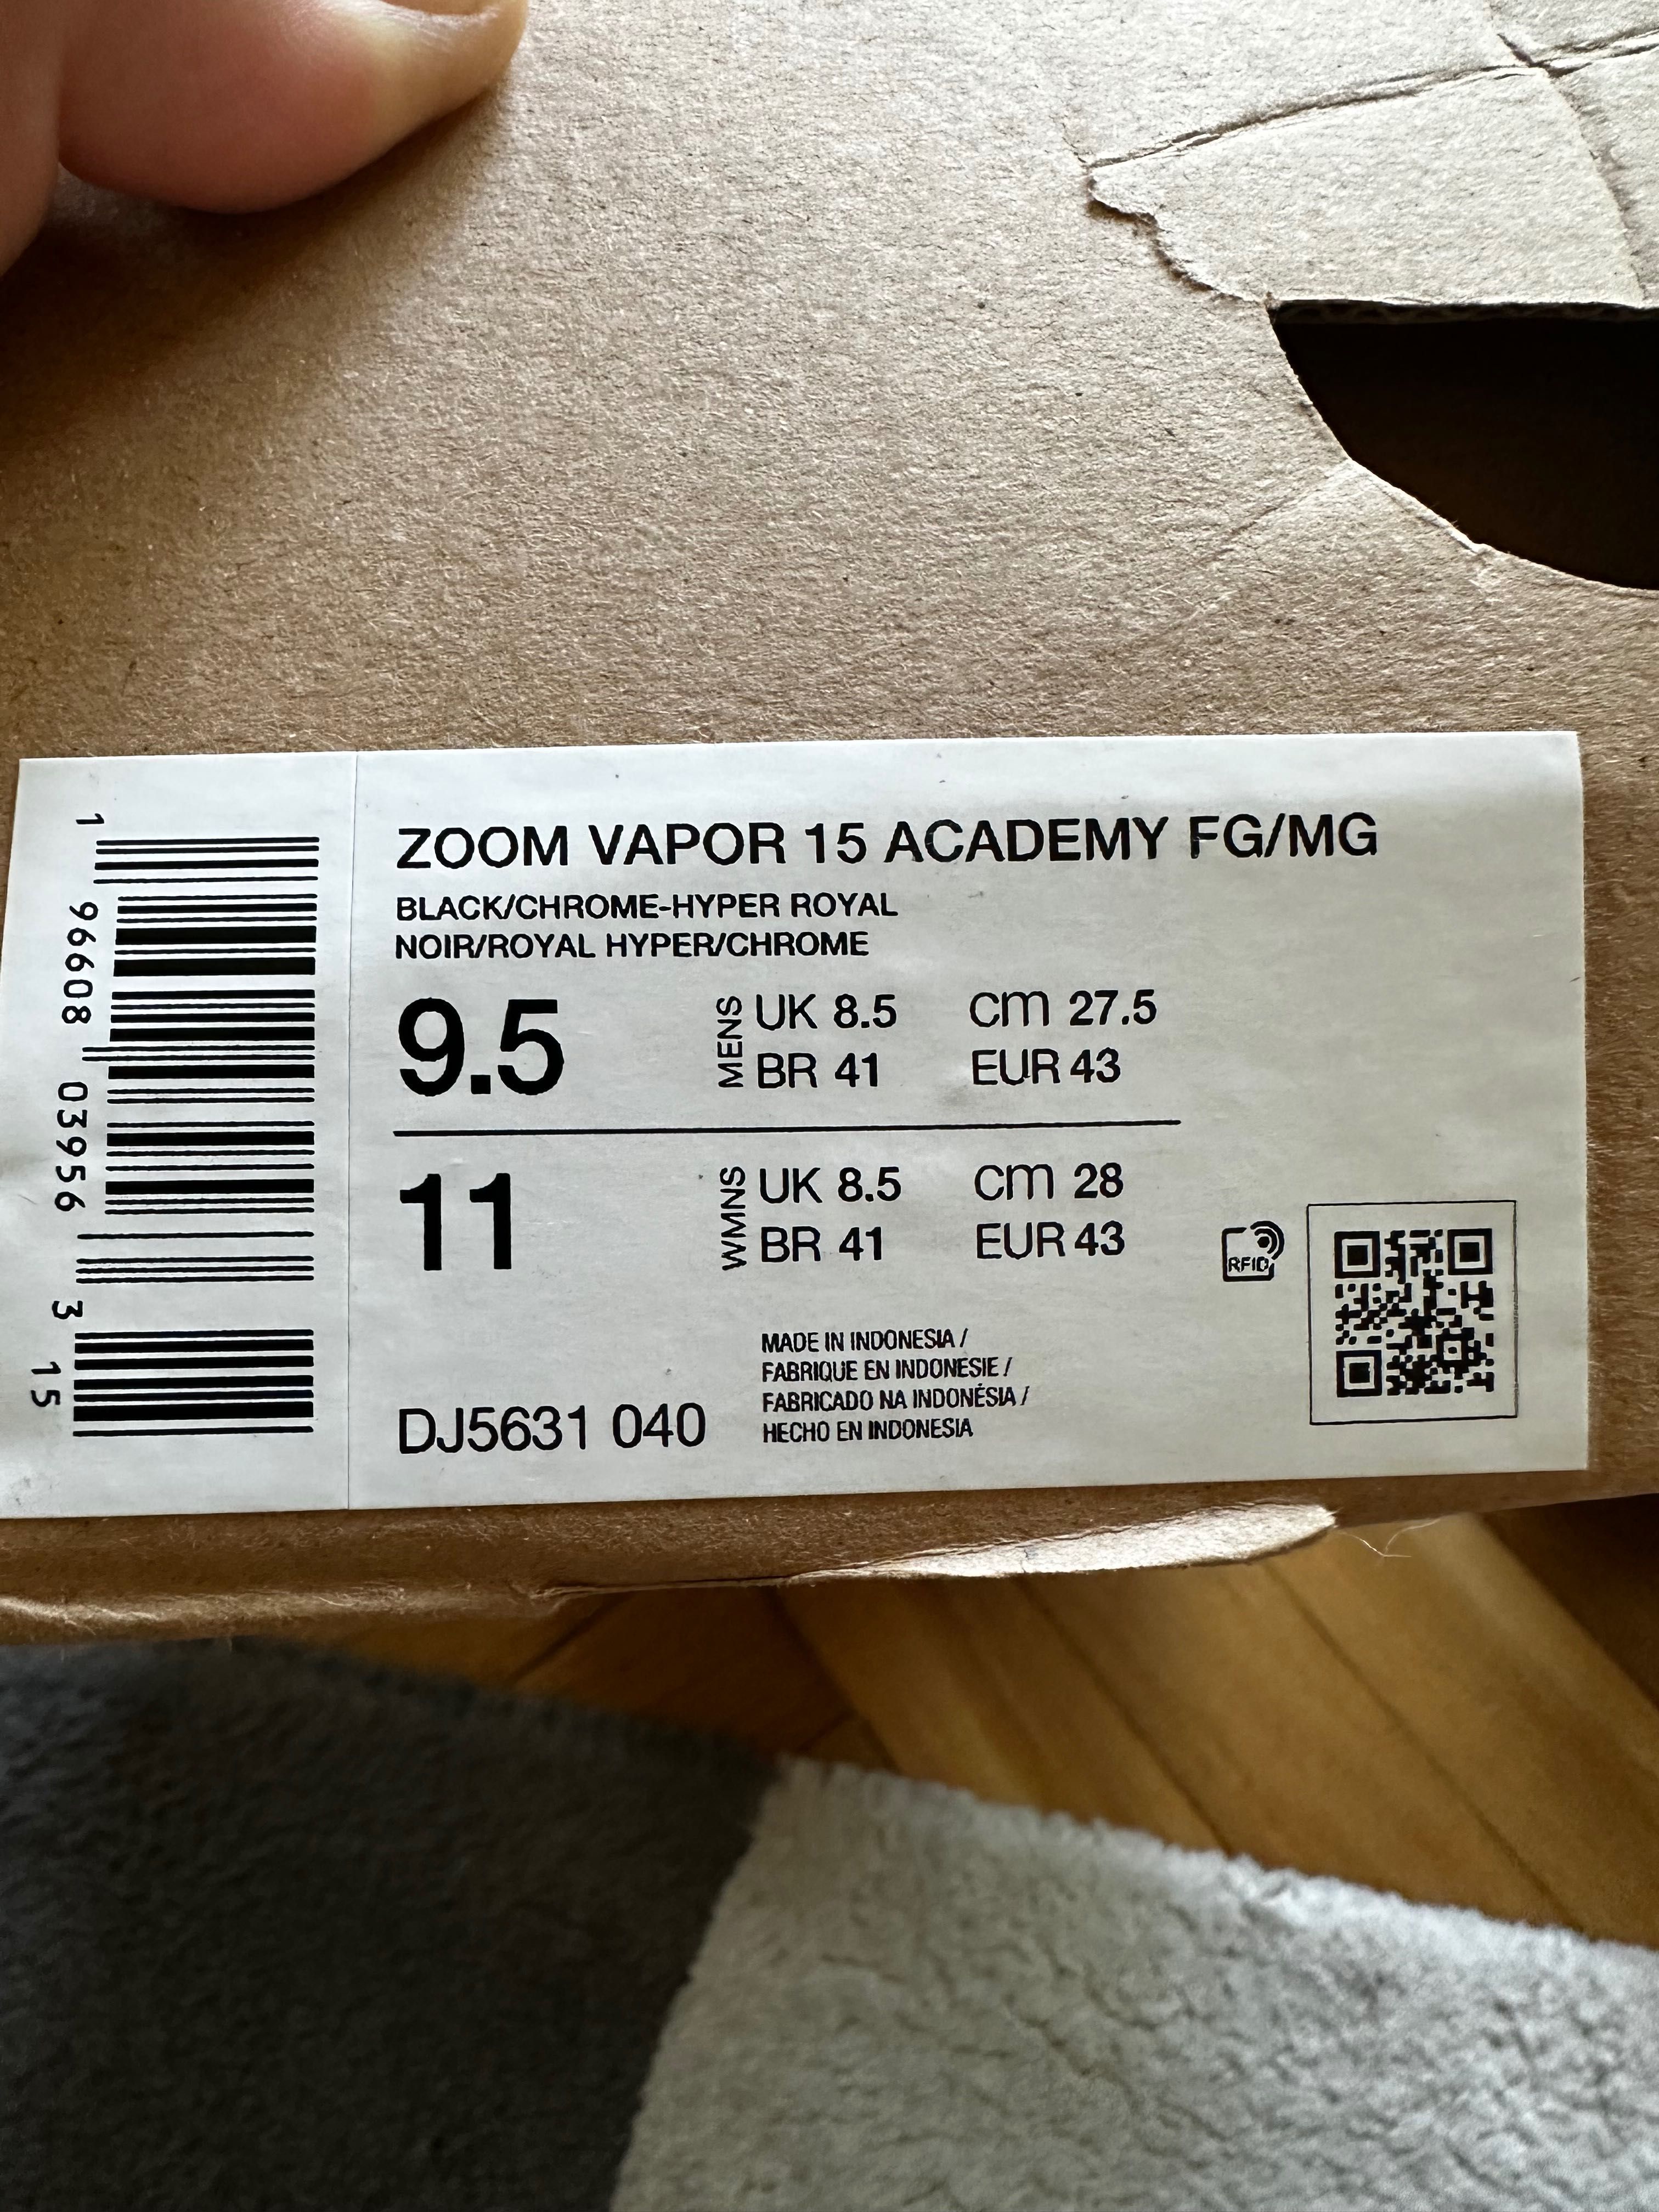 ZOOM VAPOR 15 ACADEMY FG/MG
BLACK/CHROME-HYPER ROYAL
NOIR/ROYAL HYPER/CHROME
9.5 MENS UK 8.5 CM 27.5
BR 41 EUR 43
11 WMNS UK 8.5 CM 28
BR 41 EUR 43
RFID
MADE IN INDONESIA /
FABRIQUE EN INDONESIE /
FABRICADO NA INDONÉSIA /
HECHO EN INDONESIA
DJ5631 040
1 96608 03956 3 15